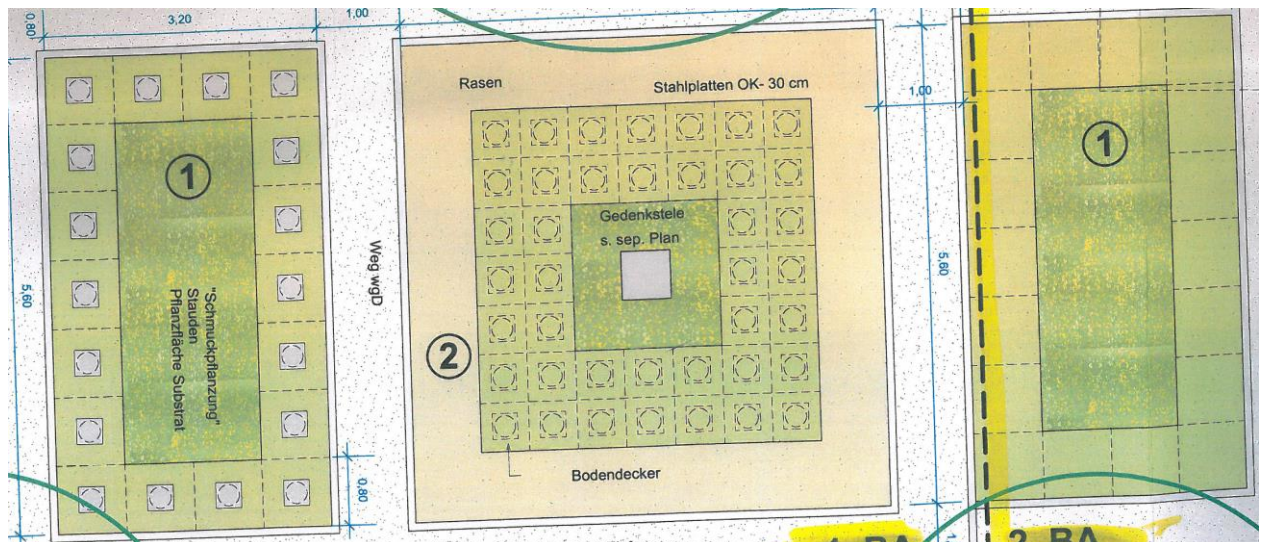 0,80
3,20
1,00
Rasen
Stahlplatten OK- 30 cm
1,00
1
1
Gedenkstele
s. sep. Plan
Weg wgD
5,60
5,60
"Schmuckpflanzung"
Stauden
Pflanzfläche Substrat
2
Bodendecker
0,80
2 BA